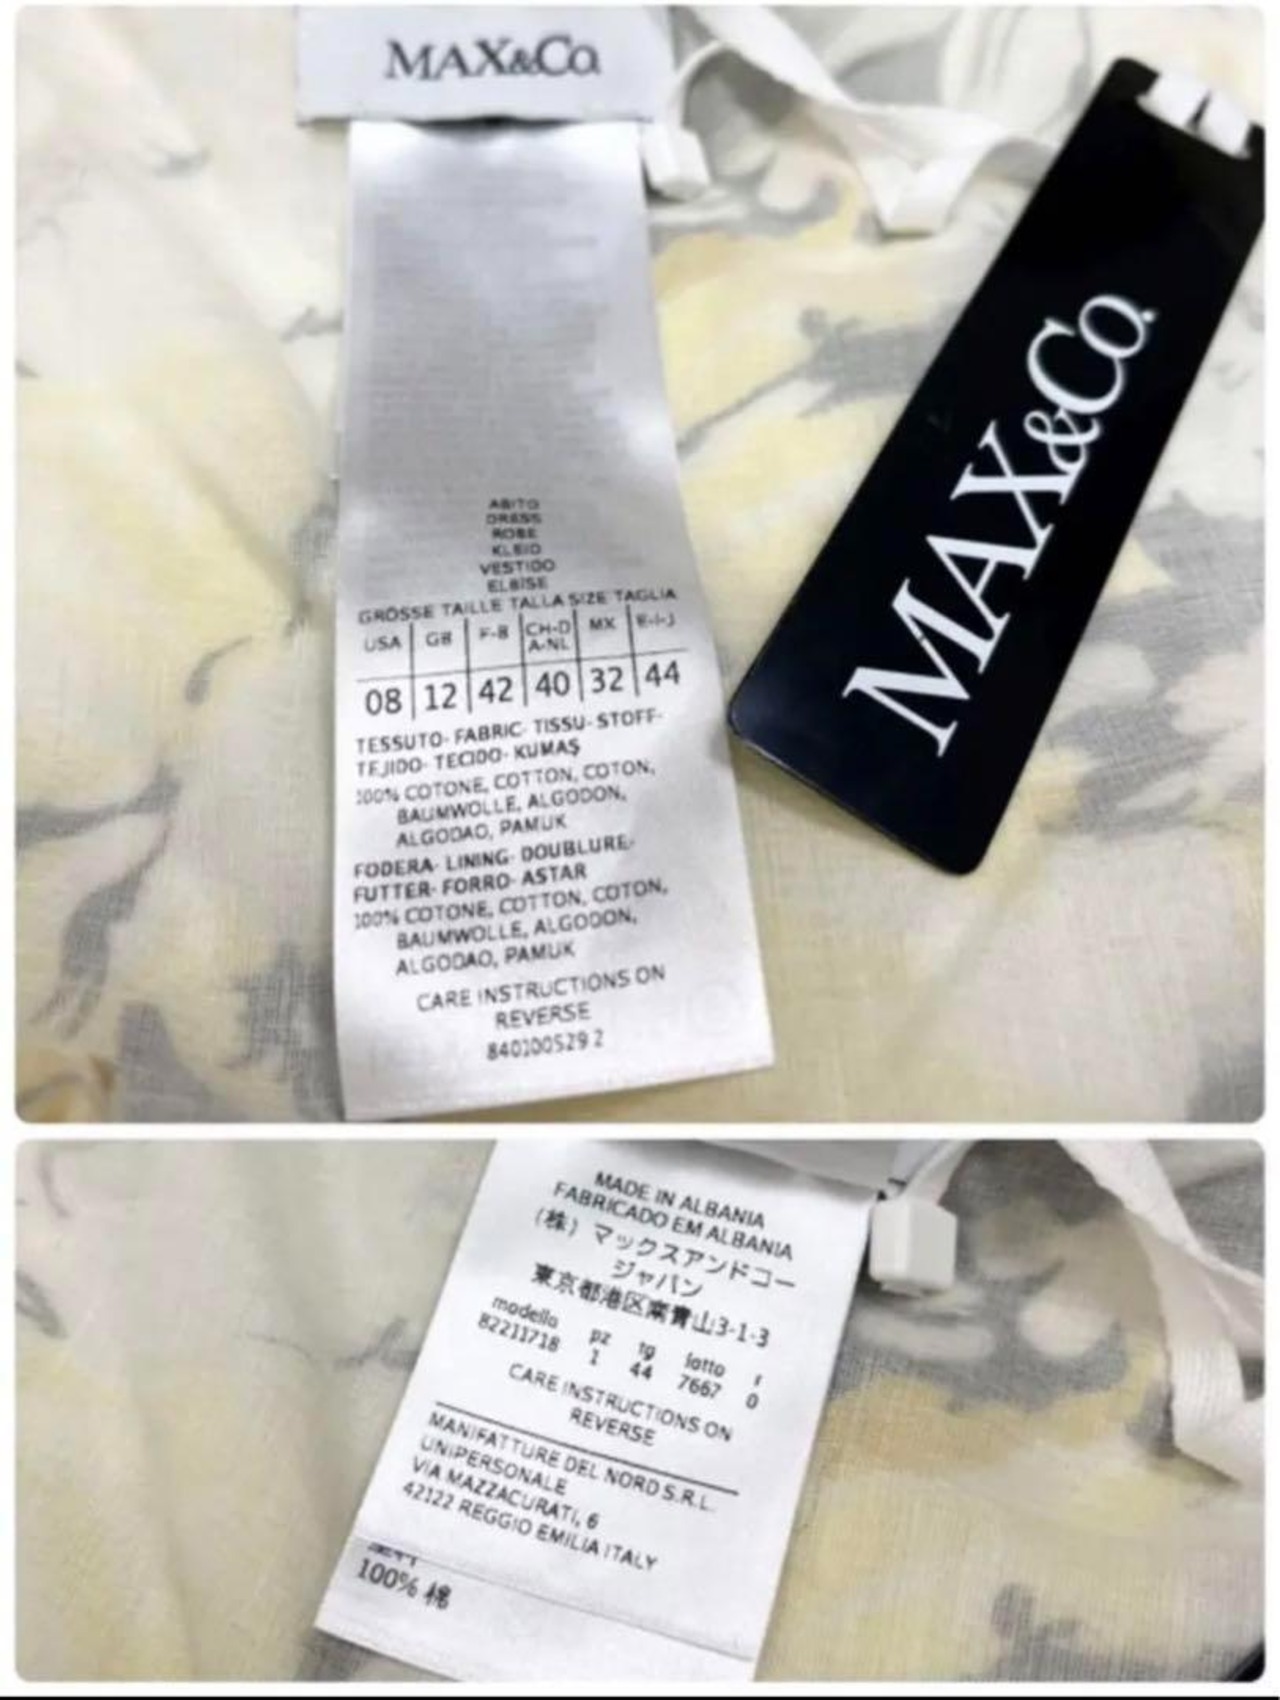 MAX&Co.
MAX&Co.
ABITO
DRESS
ROBE
KLEID
VESTIDO
ELBİSE
GRÖSSE TAILLE TALLA SIZE TAGLIA
USA GB F-B CH-D MX E-I-J
A-NL
08 12 42 40 32 44
TESSUTO- FABRIC- TISSU- STOFF-
TEJIDO- TECIDO- KUMAŞ
100% COTONE, COTTON, COTON,
BAUMWOLLE, ALGODON,
ALGODAO, PAMUK
FODERA- LINING- DOUBLURE-
FUTTER- FORRO- ASTAR
100% COTONE, COTTON, COTON,
BAUMWOLLE, ALGODON,
ALGODAO, PAMUK
CARE INSTRUCTIONS ON
REVERSE
840100529 2
MADE IN ALBANIA
FABRICADO EM ALBANIA
(株) マックスアンドコー
ジャパン
東京都港区南青山3-1-3
modello pz tg lotto r
82211718 1 44 7667 0
CARE INSTRUCTIONS ON
REVERSE
MANIFATTURE DEL NORD S.R.L.
UNIPERSONALE
VIA MAZZACURATI, 6
42122 REGGIO EMILIA ITALY
100% 棉